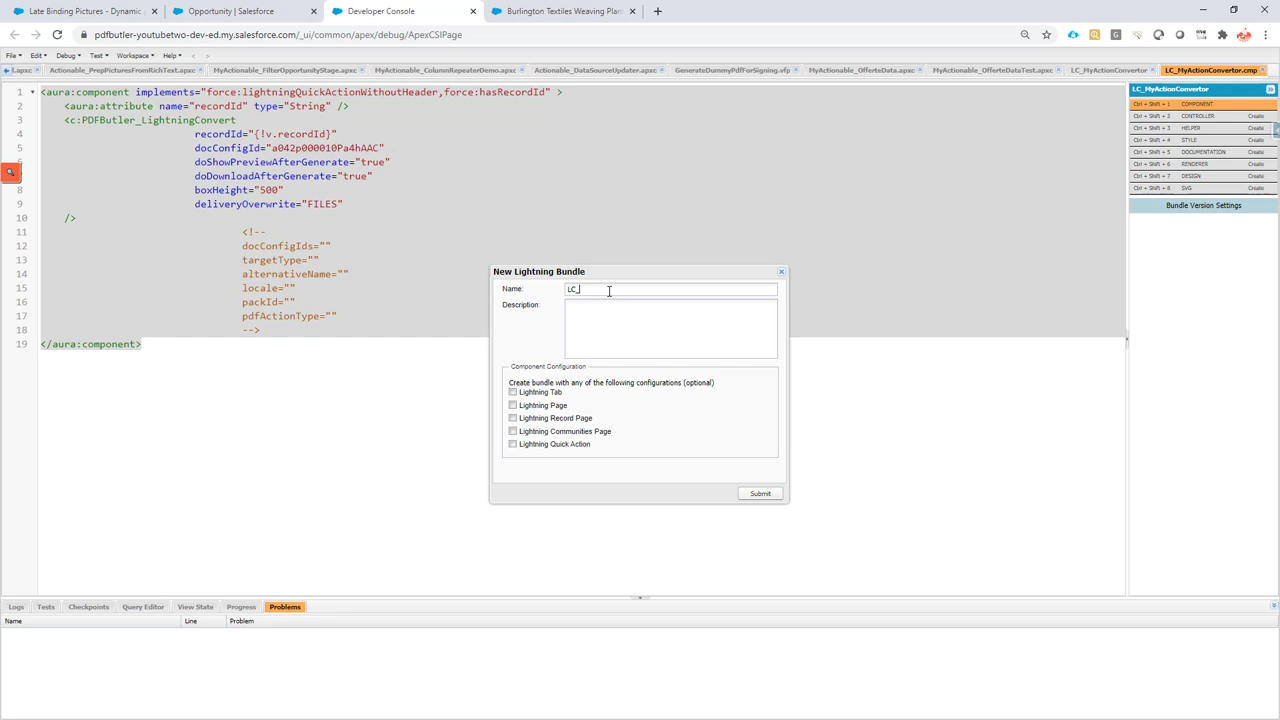 Late Binding Pictures - Dynamic
Opportunity | Salesforce
Developer Console
Burlington Textiles Weaving Plan
pdfbutler-youtubetwo-dev-ed.my.salesforce.com/_ui/common/apex/debug/ApexCSIPage
File Edit Debug Test Workspace Help < >
l.apxc
Actionable_PrepPicturesFromRichText.apxc
MyActionable_FilterOpportunityStage.apxc
MyActionable_ColumnRepeaterDemo.apxc
Actionable_DataSourceUpdater.apxc
GenerateDummyPdfForSigning.vfp
MyActionable_OfferteData.apxc
MyActionable_OfferteDataTest.apxc
LC_MyActionConvertor
LC_MyActionConvertor.cmp
1 <aura:component implements="force:lightningQuickActionWithoutHeader,force:hasRecordId" >
2 <aura:attribute name="recordId" type="String" />
3 <c:PDFButler_LightningConvert
4 recordId="{!v.recordId}"
5 docConfigId="a042p000010Pa4hAAC"
doShowPreviewAfterGenerate="true"
doDownloadAfterGenerate="true"
8 boxHeight="500"
9 deliveryOverwrite="FILES"
10 />
11 <!--
12 docConfigIds=""
13 targetType=""
14 alternativeName=""
15 locale=""
16 packId=""
17 pdfActionType=""
18 -->
19 </aura:component>
LC_MyActionConvertor
Ctrl + Shift + 1 COMPONENT
Ctrl + Shift + 2 CONTROLLER Create
Ctrl + Shift + 3 HELPER Create
Ctrl + Shift + 4 STYLE Create
Ctrl + Shift + 5 DOCUMENTATION Create
Ctrl + Shift + 6 RENDERER Create
Ctrl + Shift + 7 DESIGN Create
Ctrl + Shift + 8 SVG Create
Bundle Version Settings
New Lightning Bundle
Name: LC_
Description:
Component Configuration
Create bundle with any of the following configurations (optional)
Lightning Tab
Lightning Page
Lightning Record Page
Lightning Communities Page
Lightning Quick Action
Submit
Logs Tests Checkpoints Query Editor View State Progress Problems
Name Line Problem